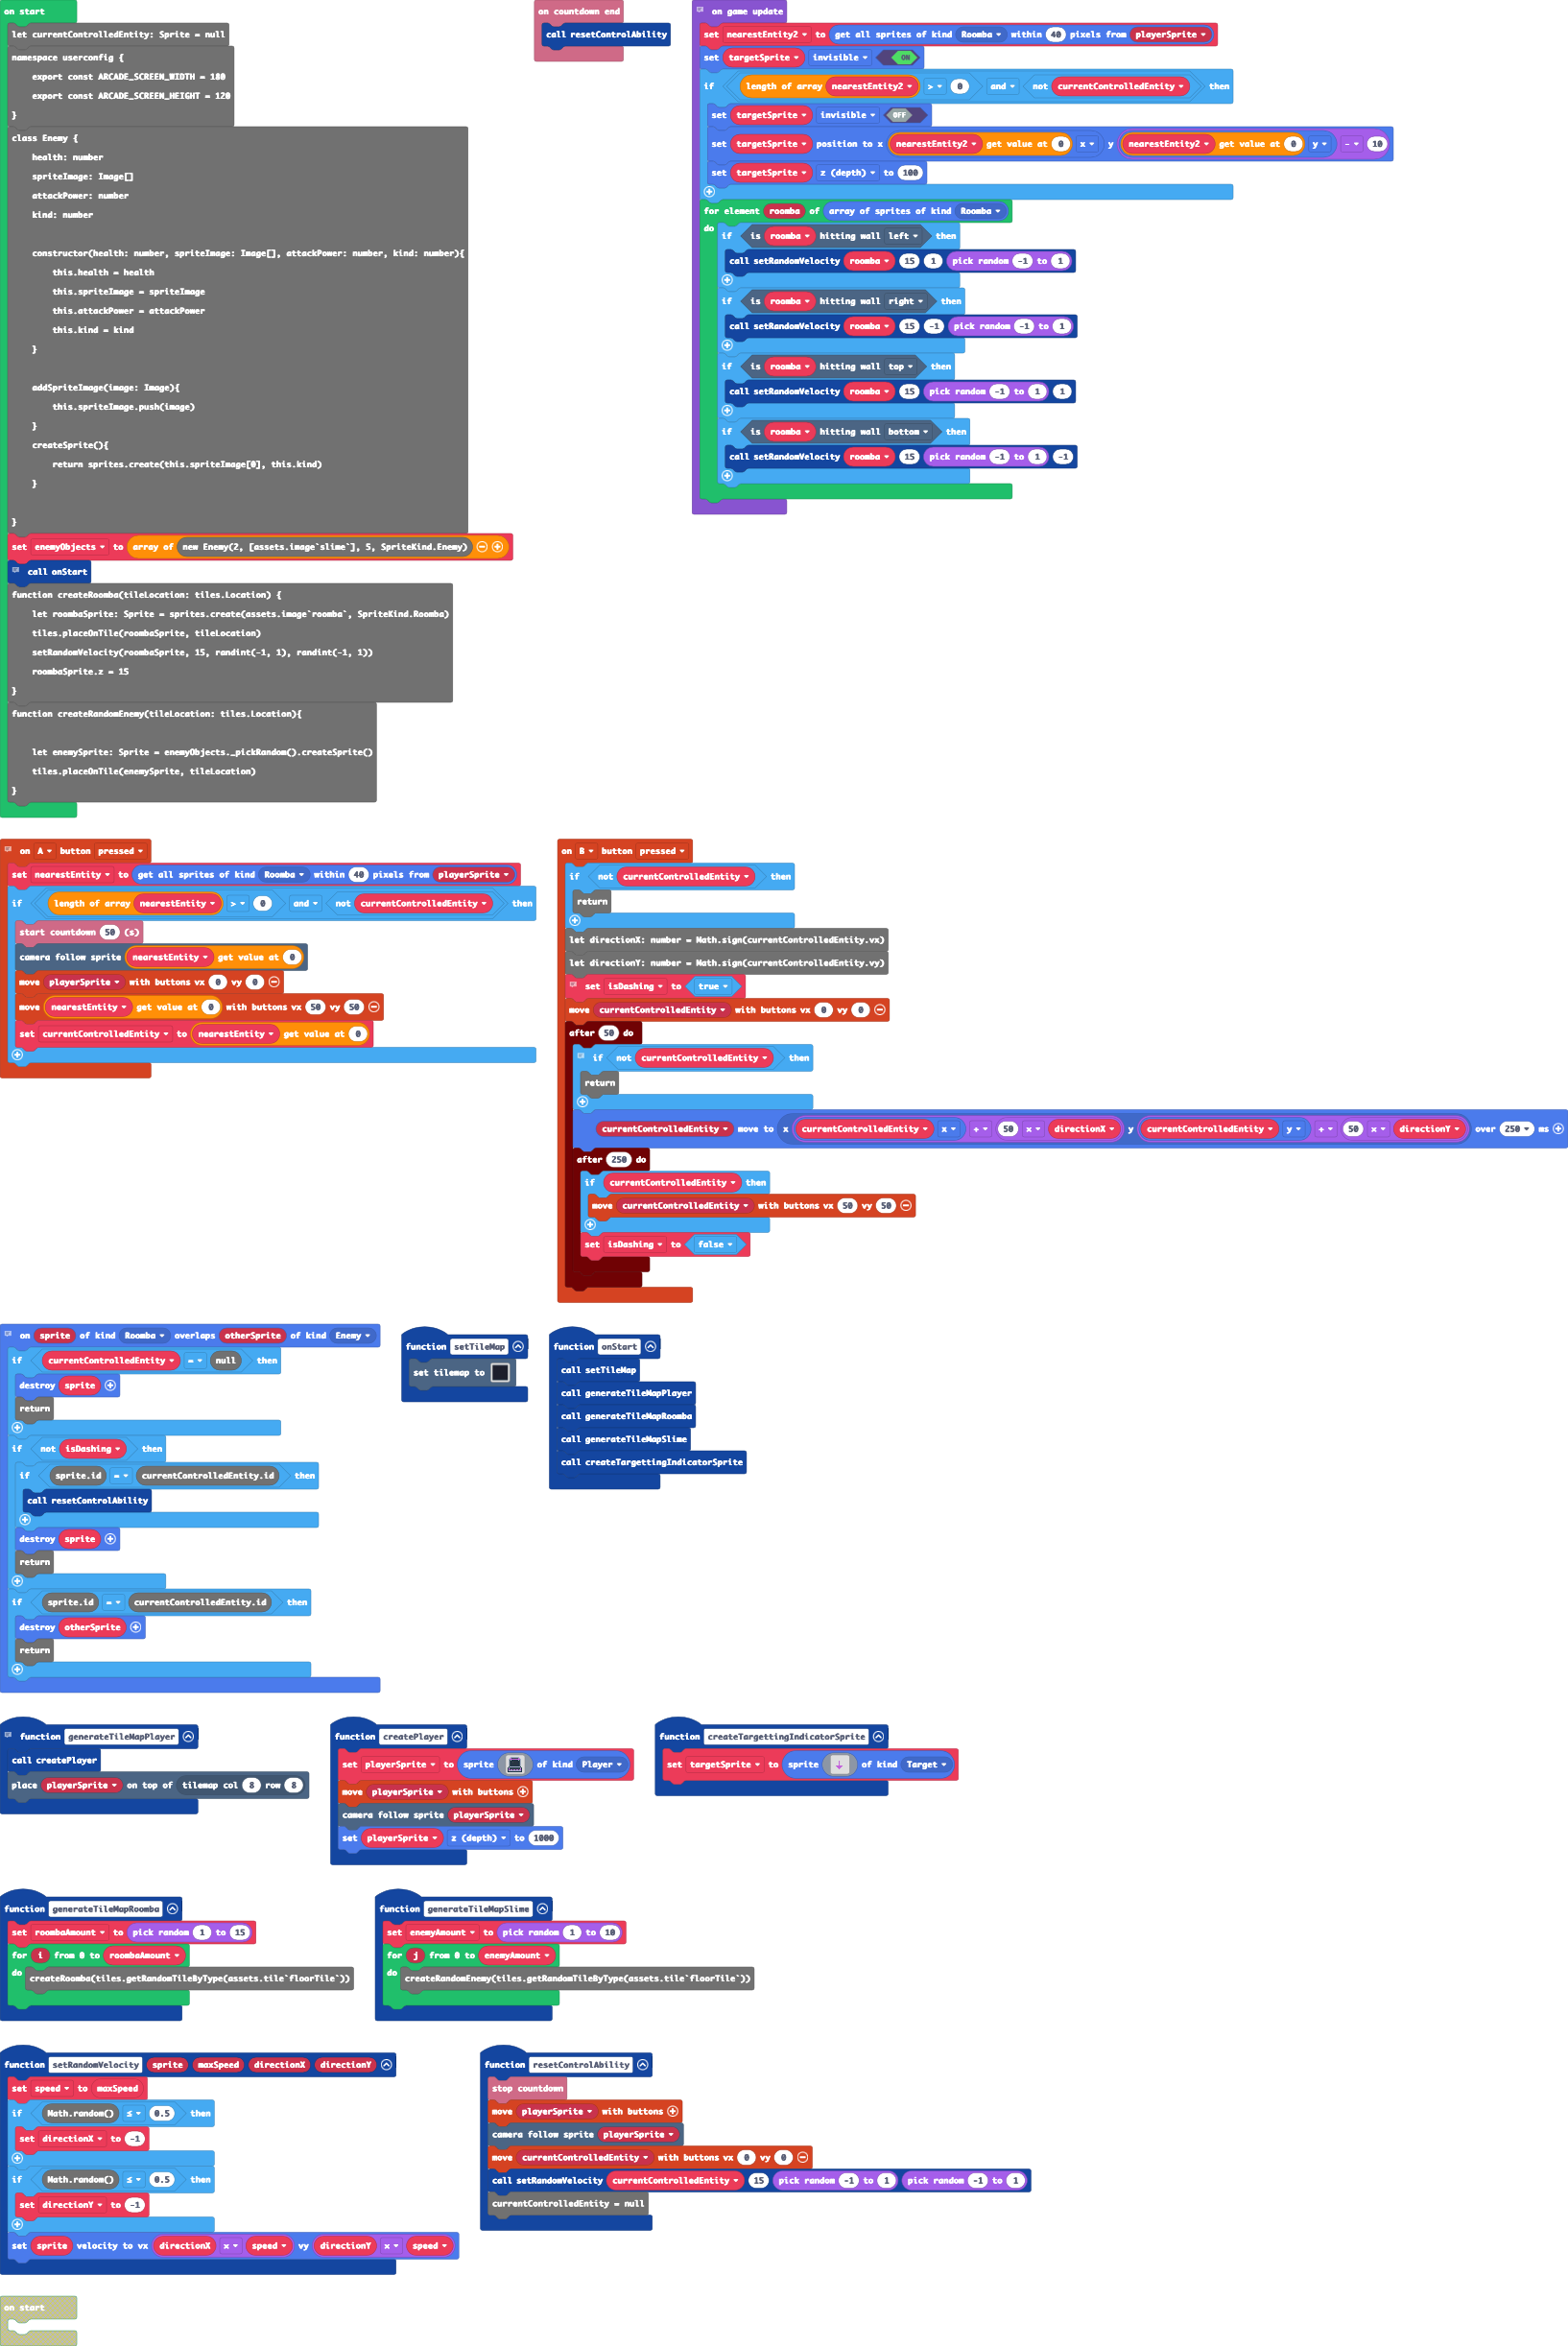 on start
let currentControlledEntity: Sprite = null
namespace userconfig {
export const ARCADE_SCREEN_WIDTH = 180
export const ARCADE_SCREEN_HEIGHT = 120
}
class Enemy {
health: number
spriteImage: Image[]
attackPower: number
kind: number
constructor(health: number, spriteImage: Image[], attackPower: number, kind: number){
this.health = health
this.spriteImage = spriteImage
this.attackPower = attackPower
this.kind = kind
}
addSpriteImage(image: Image){
this.spriteImage.push(image)
}
createSprite(){
return sprites.create(this.spriteImage[0], this.kind)
}
}
set enemyObjects to array of new Enemy(2, [assets.image`slime`], 5, SpriteKind.Enemy)
call onStart
function createRoomba(tileLocation: tiles.Location) {
let roombaSprite: Sprite = sprites.create(assets.image`roomba`, SpriteKind.Roomba)
tiles.placeOnTile(roombaSprite, tileLocation)
setRandomVelocity(roombaSprite, 15, randint(-1, 1), randint(-1, 1))
roombaSprite.z = 15
}
function createRandomEnemy(tileLocation: tiles.Location){
let enemySprite: Sprite = enemyObjects._pickRandom().createSprite()
tiles.placeOnTile(enemySprite, tileLocation)
}
on countdown end
call resetControlAbility
on game update
set nearestEntity2 to get all sprites of kind Roomba within 40 pixels from playerSprite
set targetSprite invisible ON
if length of array nearestEntity2 > 0 and not currentControlledEntity then
set targetSprite invisible OFF
set targetSprite position to x nearestEntity2 get value at 0 x y nearestEntity2 get value at 0 y - 10
set targetSprite z (depth) to 100
for element roomba of array of sprites of kind Roomba
do if is roomba hitting wall left then
call setRandomVelocity roomba 15 1 pick random -1 to 1
if is roomba hitting wall right then
call setRandomVelocity roomba 15 -1 pick random -1 to 1
if is roomba hitting wall top then
call setRandomVelocity roomba 15 pick random -1 to 1 1
if is roomba hitting wall bottom then
call setRandomVelocity roomba 15 pick random -1 to 1 -1
on A button pressed
set nearestEntity to get all sprites of kind Roomba within 40 pixels from playerSprite
if length of array nearestEntity > 0 and not currentControlledEntity then
start countdown 50 (s)
camera follow sprite nearestEntity get value at 0
move playerSprite with buttons vx 0 vy 0
move nearestEntity get value at 0 with buttons vx 50 vy 50
set currentControlledEntity to nearestEntity get value at 0
on B button pressed
if not currentControlledEntity then
return
let directionX: number = Math.sign(currentControlledEntity.vx)
let directionY: number = Math.sign(currentControlledEntity.vy)
set isDashing to true
move currentControlledEntity with buttons vx 0 vy 0
after 50 do
if not currentControlledEntity then
return
currentControlledEntity move to x currentControlledEntity x + 50 x directionX y currentControlledEntity y + 50 x directionY over 250 ms
after 250 do
if currentControlledEntity then
move currentControlledEntity with buttons vx 50 vy 50
set isDashing to false
on sprite of kind Roomba overlaps otherSprite of kind Enemy
if currentControlledEntity = null then
destroy sprite
return
if not isDashing then
if sprite.id = currentControlledEntity.id then
call resetControlAbility
destroy sprite
return
if sprite.id = currentControlledEntity.id then
destroy otherSprite
return
function setTileMap
set tilemap to
function onStart
call setTileMap
call generateTileMapPlayer
call generateTileMapRoomba
call generateTileMapSlime
call createTargettingIndicatorSprite
function generateTileMapPlayer
call createPlayer
place playerSprite on top of tilemap col 8 row 8
function createPlayer
set playerSprite to sprite of kind Player
move playerSprite with buttons
camera follow sprite playerSprite
set playerSprite z (depth) to 1000
function createTargettingIndicatorSprite
set targetSprite to sprite of kind Target
function generateTileMapRoomba
set roombaAmount to pick random 1 to 15
for i from 0 to roombaAmount
do createRoomba(tiles.getRandomTileByType(assets.tile`floorTile`))
function generateTileMapSlime
set enemyAmount to pick random 1 to 10
for j from 0 to enemyAmount
do createRandomEnemy(tiles.getRandomTileByType(assets.tile`floorTile`))
function setRandomVelocity sprite maxSpeed directionX directionY
set speed to maxSpeed
if Math.random() ≤ 0.5 then
set directionX to -1
if Math.random() ≤ 0.5 then
set directionY to -1
set sprite velocity to vx directionX x speed vy directionY x speed
function resetControlAbility
stop countdown
move playerSprite with buttons
camera follow sprite playerSprite
move currentControlledEntity with buttons vx 0 vy 0
call setRandomVelocity currentControlledEntity 15 pick random -1 to 1 pick random -1 to 1
currentControlledEntity = null
on start